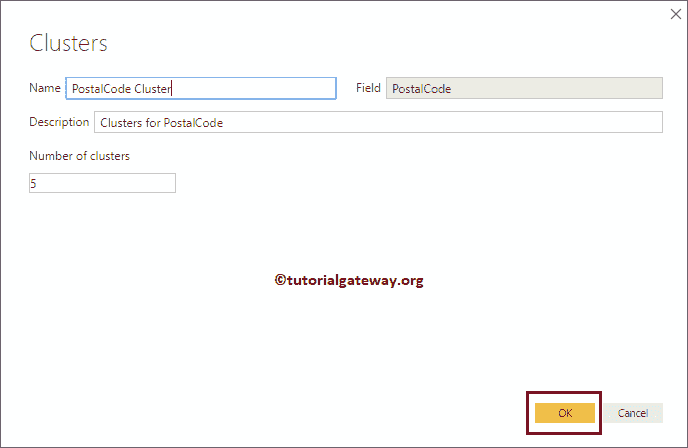 Clusters
Name PostalCode Cluster Field PostalCode
Description Clusters for PostalCode
Number of clusters
5
©tutorialgateway.org
OK Cancel